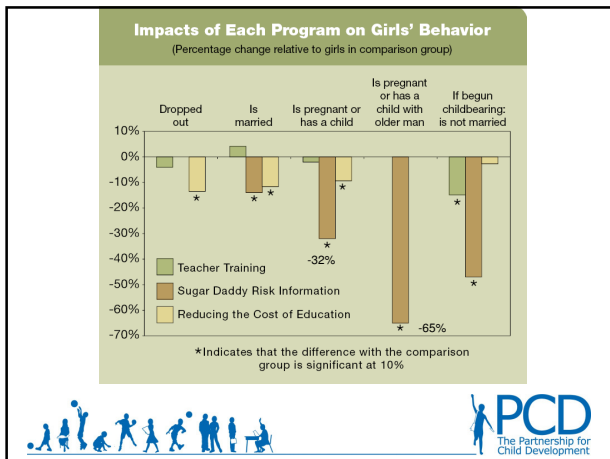 Impacts of Each Program on Girls' Behavior
(Percentage change relative to girls in comparison group)
Dropped
out
Is
married
Is pregnant or
has a child
Is pregnant
or has a
child with
older man
If begun
childbearing:
is not married
10%
0%
-10%
-20%
-30%
-40%
-50%
-60%
-70%
*
*
*
*
-32%
*
*
-65%
*
*
Teacher Training
Sugar Daddy Risk Information
Reducing the Cost of Education
*Indicates that the difference with the comparison
group is significant at 10%
PCD
The Partnership for
Child Development